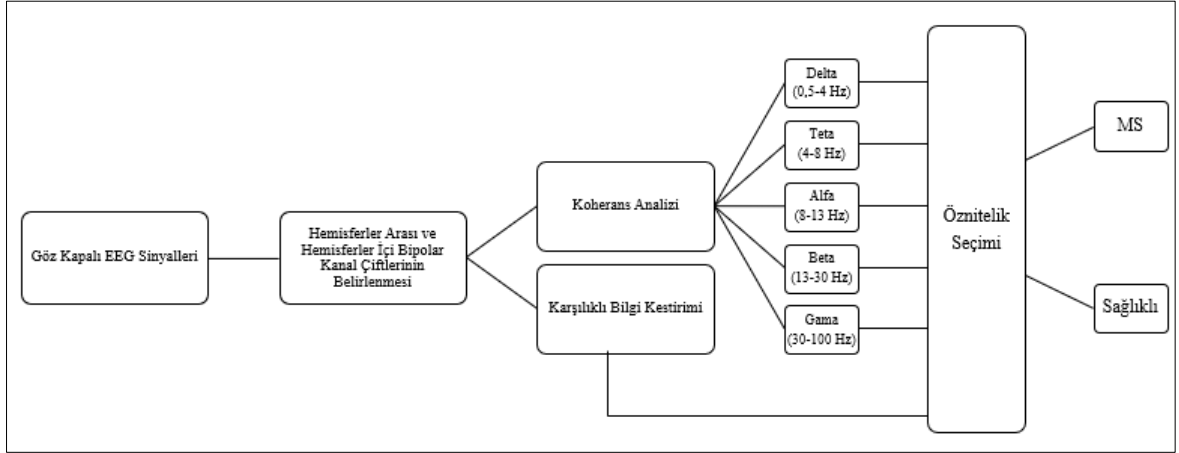 Göz Kapalı EEG Sinyalleri
Hemisferler Arası ve
Hemisferler İçi Bipolar
Kanal Çiftlerinin
Belirlenmesi
Koherans Analizi
Karşılıklı Bilgi Kestirimi
Delta
(0,5-4 Hz)
Teta
(4-8 Hz)
Alfa
(8-13 Hz)
Beta
(13-30 Hz)
Gama
(30-100 Hz)
Öznitelik
Seçimi
MS
Sağlıklı